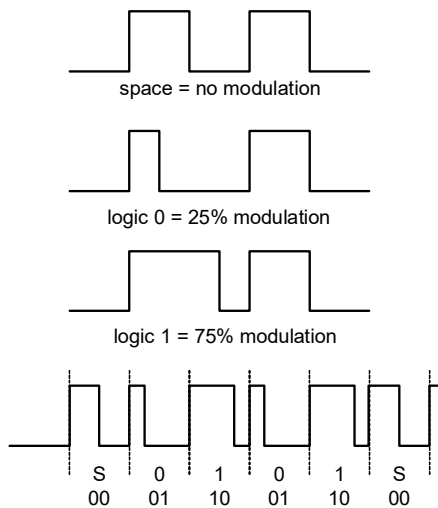 space = no modulation
logic 0 = 25% modulation
logic 1 = 75% modulation
S 0 1 0 1 S
00 01 10 01 10 00